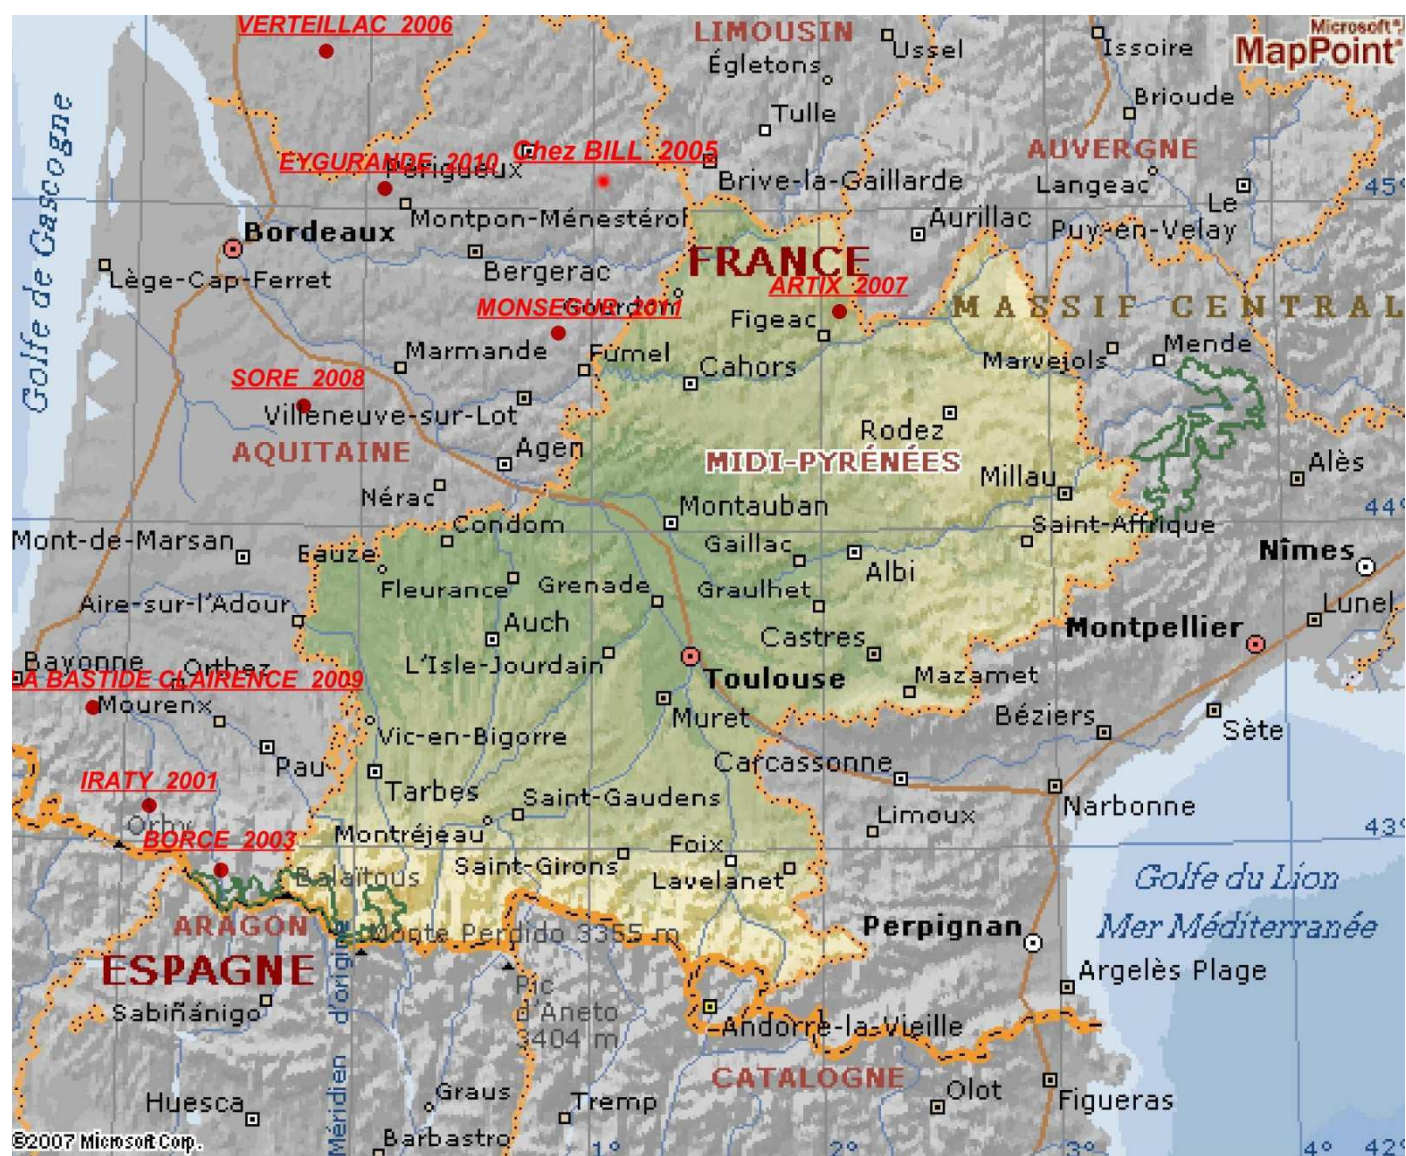 VERTEILLAC 2006
LIMOUSIN
Microsoft®
MapPoint®
Ussel
Issoire
Égletons
Brioude
Tulle
Golfe de Gascogne
EYGURANDE 2010
Périgueux
Chez BILL 2005
Brive-la-Gaillarde
AUVERGNE
Langeac
45°
Montpon-Ménestérol
Aurillac
Le
Puy-en-Velay
Bordeaux
Bergerac
FRANCE
Lège-Cap-Ferret
MONSEGUR 2011
Gourdon
ARTIX 2007
MASSIF CENTRAL
Figeac
Marmande
Fumel
Cahors
Marvejols
Mende
SORE 2008
Villeneuve-sur-Lot
Rodez
AQUITAINE
Agen
MIDI-PYRÉNÉES
Millau
Alès
Nérac
Montauban
44°
Condom
Saint-Affrique
Mont-de-Marsan
Eauze
Gaillac
Nîmes
Fleurance
Grenade
Graulhet
Albi
Aire-sur-l'Adour
Auch
Castres
Montpellier
Lunel
Bayonne
Orthez
L'Isle-Jourdain
LA BASTIDE CLAIRENCE 2009
Toulouse
Mazamet
Mourenx
Muret
Béziers
Sète
Vic-en-Bigorre
Pau
Carcassonne
IRATY 2001
Tarbes
Saint-Gaudens
Limoux
Narbonne
Orhy
BORCE 2003
Montréjeau
Foix
43°
Balaïtous
Saint-Girons
Lavelanet
Golfe du Lion
ARAGON
Monte Perdido 3355 m
Perpignan
Mer Méditerranée
ESPAGNE
Pic
d'Aneto
3404 m
Argelès Plage
Sabiñánigo
Andorre-la-Vieille
Méridien d'origine
CATALOGNE
Huesca
Graus
Tremp
Olot
Figueras
©2007 Microsoft Corp.
Barbastro
1°
2°
3°
4°
42°